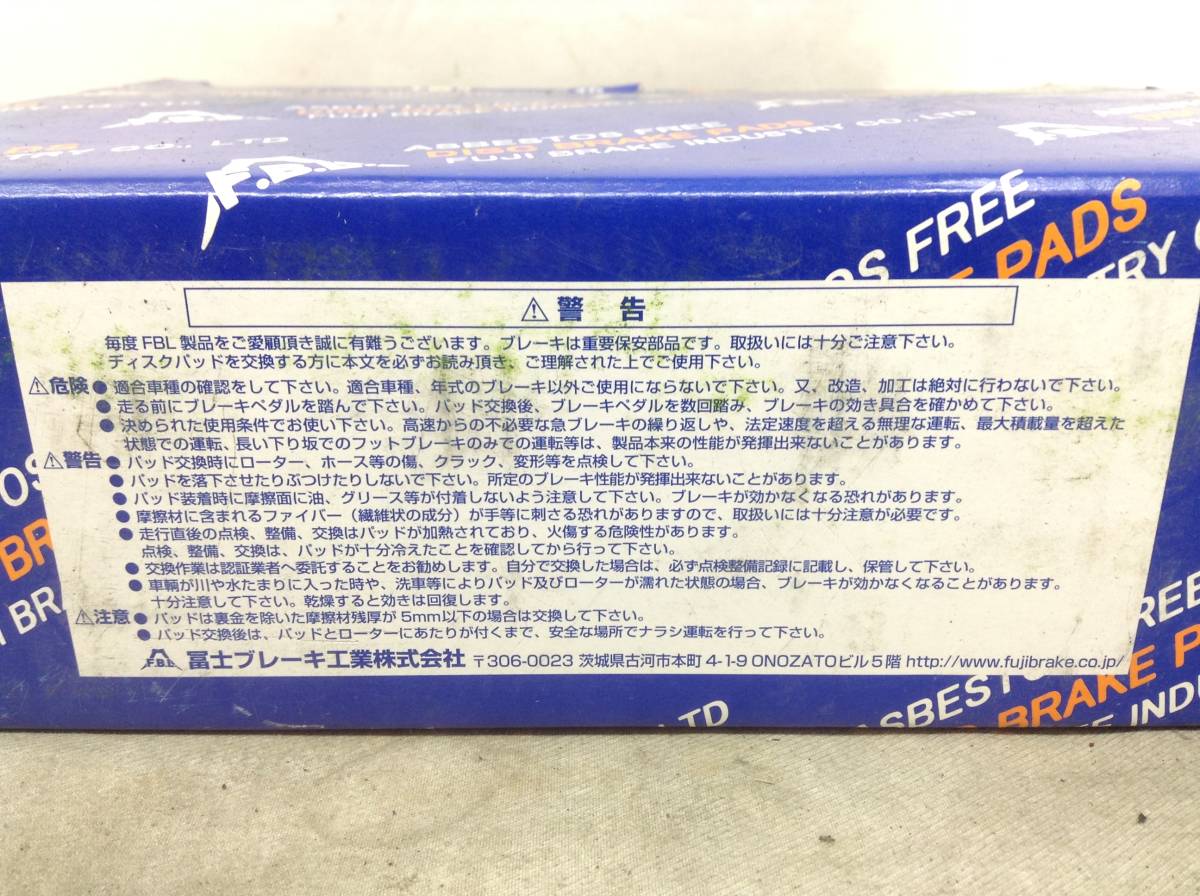 CO., LTD
ASBESTOS FREE
DISC BRAKE PADS
FUJI BRAKE INDUSTRY CO., LTD
F.B.L
OS FREE
E PADS
TRY
⚠警 告
毎度 FBL 製品をご愛顧頂き誠に有難うございます。ブレーキは重要保安部品です。取扱いには十分ご注意下さい。
ディスクパッドを交換する方に本文を必ずお読み頂き、ご理解された上でご使用下さい。
⚠危険 ● 適合車種の確認をして下さい。適合車種、年式のブレーキ以外ご使用にならないで下さい。又、改造、加工は絶対に行わないで下さい。
● 走る前にブレーキペダルを踏んで下さい。パッド交換後、ブレーキペダルを数回踏み、ブレーキの効き具合を確かめて下さい。
● 決められた使用条件でお使い下さい。高速からの不必要な急ブレーキの繰り返しや、法定速度を超える無理な運転、最大積載量を超えた
状態での運転、長い下り坂でのフットブレーキのみでの運転等は、製品本来の性能が発揮出来ないことがあります。
⚠警告 ● パッド交換時にローター、ホース等の傷、クラック、変形等を点検して下さい。
● パッドを落下させたりぶつけたりしないで下さい。所定のブレーキ性能が発揮出来ないことがあります。
● パッド装着時に摩擦面に油、グリース等が付着しないよう注意して下さい。ブレーキが効かなくなる恐れがあります。
● 摩擦材に含まれるファイバー（繊維状の成分）が手等に刺さる恐れがありますので、取扱いには十分注意が必要です。
● 走行直後の点検、整備、交換はパッドが加熱されており、火傷する危険性があります。
点検、整備、交換は、パッドが十分冷えたことを確認してから行って下さい。
● 交換作業は認証業者へ委託することをお勧めします。自分で交換した場合は、必ず点検整備記録に記載し、保管して下さい。
● 車輌が川や水たまりに入った時や、洗車等によりパッド及びローターが濡れた状態の場合、ブレーキが効かなくなることがあります。
十分注意して下さい。乾燥すると効きは回復します。
⚠注意 ● パッドは裏金を除いた摩擦材残厚が 5mm以下の場合は交換して下さい。
● パッド交換後は、パッドとローターにあたりが付くまで、安全な場所でナラシ運転を行って下さい。
F.B.L 冨士ブレーキ工業株式会社 〒306-0023 茨城県古河市本町 4-1-9 ONOZATOビル 5 階 http://www.fujibrake.co.jp/
OS
BR
BRA
LTD
REE
ASBESTOS
BRAKE P
E INDU